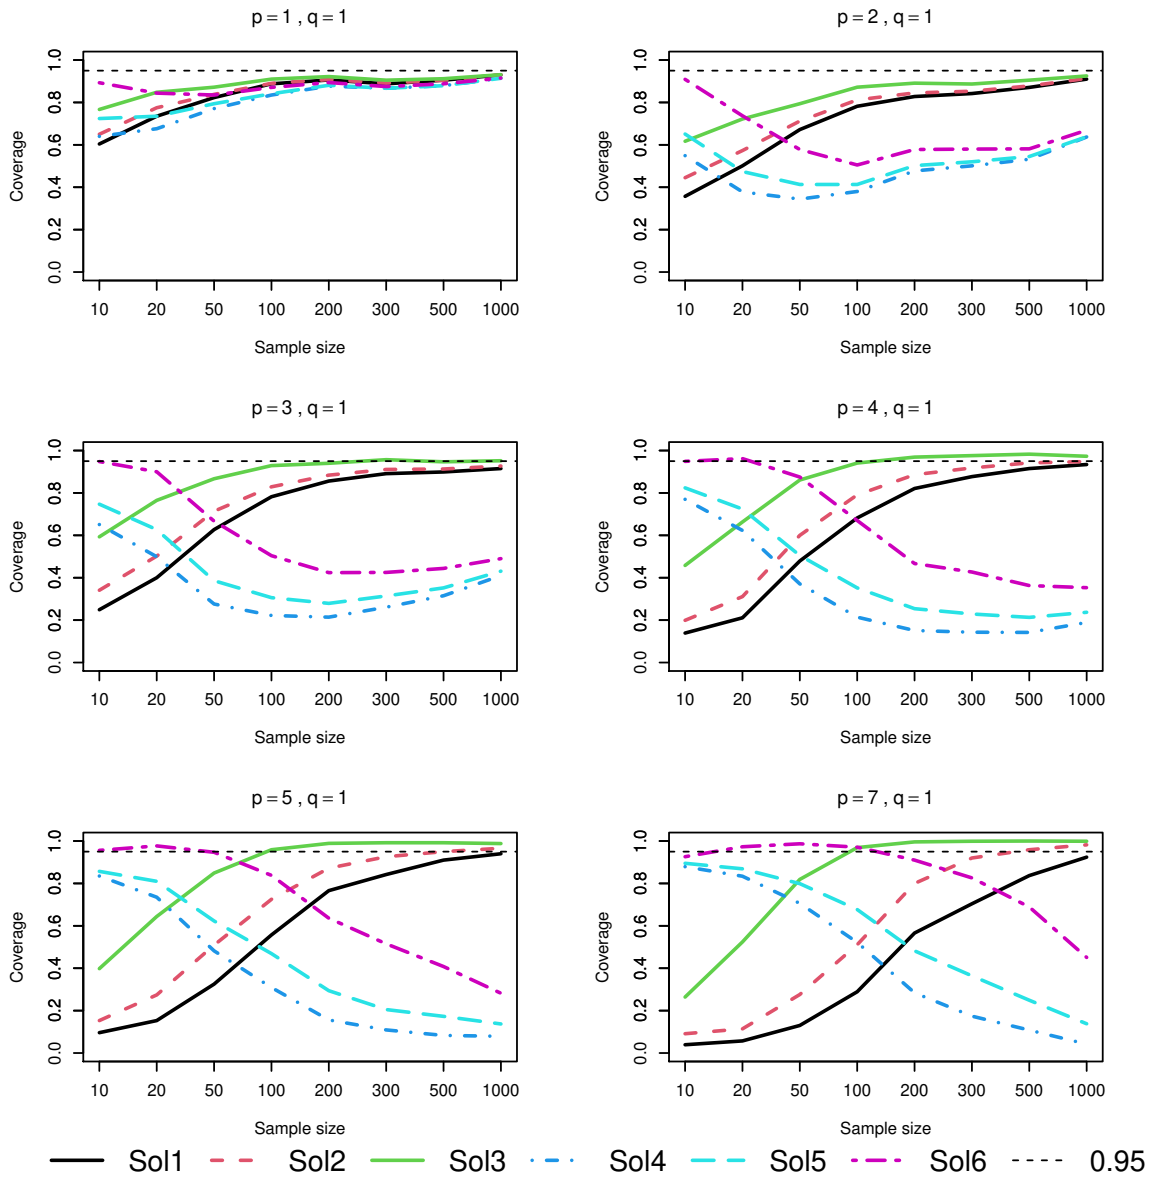 p = 1 , q = 1
Coverage
0.0 0.2 0.4 0.6 0.8 1.0
10 20 50 100 200 300 500 1000
Sample size
p = 2 , q = 1
Coverage
0.0 0.2 0.4 0.6 0.8 1.0
10 20 50 100 200 300 500 1000
Sample size
p = 3 , q = 1
Coverage
0.0 0.2 0.4 0.6 0.8 1.0
10 20 50 100 200 300 500 1000
Sample size
p = 4 , q = 1
Coverage
0.0 0.2 0.4 0.6 0.8 1.0
10 20 50 100 200 300 500 1000
Sample size
p = 5 , q = 1
Coverage
0.0 0.2 0.4 0.6 0.8 1.0
10 20 50 100 200 300 500 1000
Sample size
p = 7 , q = 1
Coverage
0.0 0.2 0.4 0.6 0.8 1.0
10 20 50 100 200 300 500 1000
Sample size
Sol1 Sol2 Sol3 Sol4 Sol5 Sol6 0.95